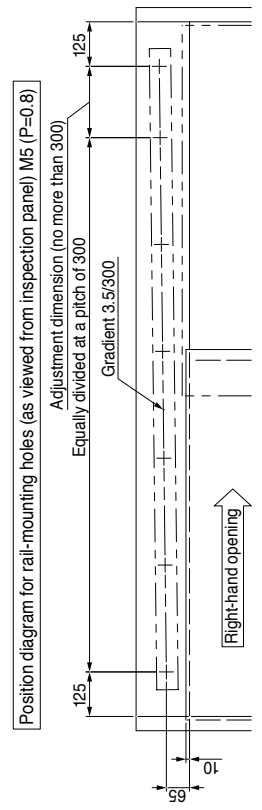 Position diagram for rail-mounting holes (as viewed from inspection panel) M5 (P=0.8)
Adjustment dimension (no more than 300)
125
Equally divided at a pitch of 300
125
Gradient 3.5/300
Right-hand opening
65
10